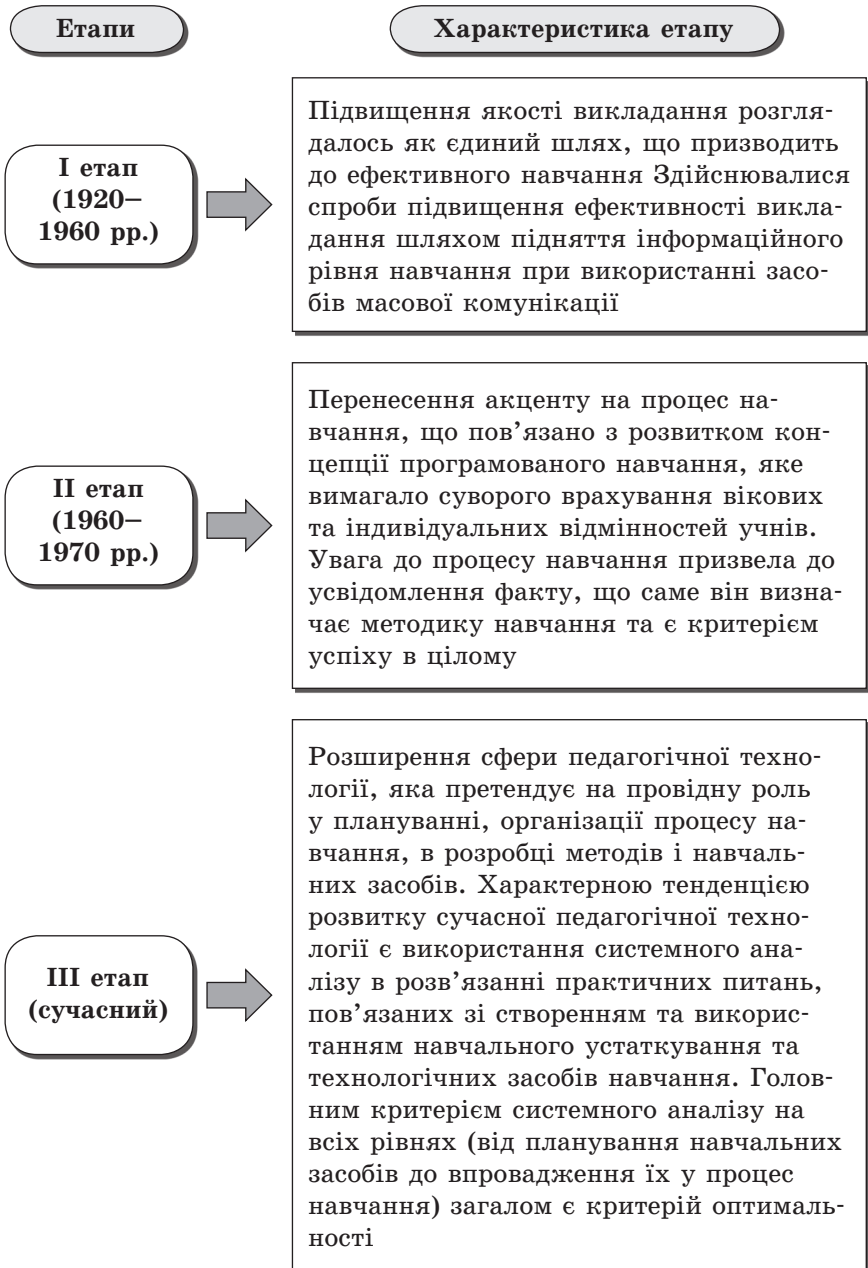 Етапи
Характеристика етапу
І етап
(1920–
1960 рр.)
Підвищення якості викладання розгля-
далось як єдиний шлях, що призводить
до ефективного навчання Здійснювалися
спроби підвищення ефективності викла-
дання шляхом підняття інформаційного
рівня навчання при використанні засо-
бів масової комунікації
ІІ етап
(1960–
1970 рр.)
Перенесення акценту на процес на-
вчання, що пов’язано з розвитком кон-
цепції програмованого навчання, яке
вимагало суворого врахування вікових
та індивідуальних відмінностей учнів.
Увага до процесу навчання призвела до
усвідомлення факту, що саме він визна-
чає методику навчання та є критерієм
успіху в цілому
ІІІ етап
(сучасний)
Розширення сфери педагогічної техно-
логії, яка претендує на провідну роль
у плануванні, організації процесу на-
вчання, в розробці методів і навчаль-
них засобів. Характерною тенденцією
розвитку сучасної педагогічної техно-
логії є використання системного ана-
лізу в розв’язанні практичних питань,
пов’язаних зі створенням та викорис-
танням навчального устаткування та
технологічних засобів навчання. Голов-
ним критерієм системного аналізу на
всіх рівнях (від планування навчальних
засобів до впровадження їх у процес
навчання) загалом є критерій оптималь-
ності